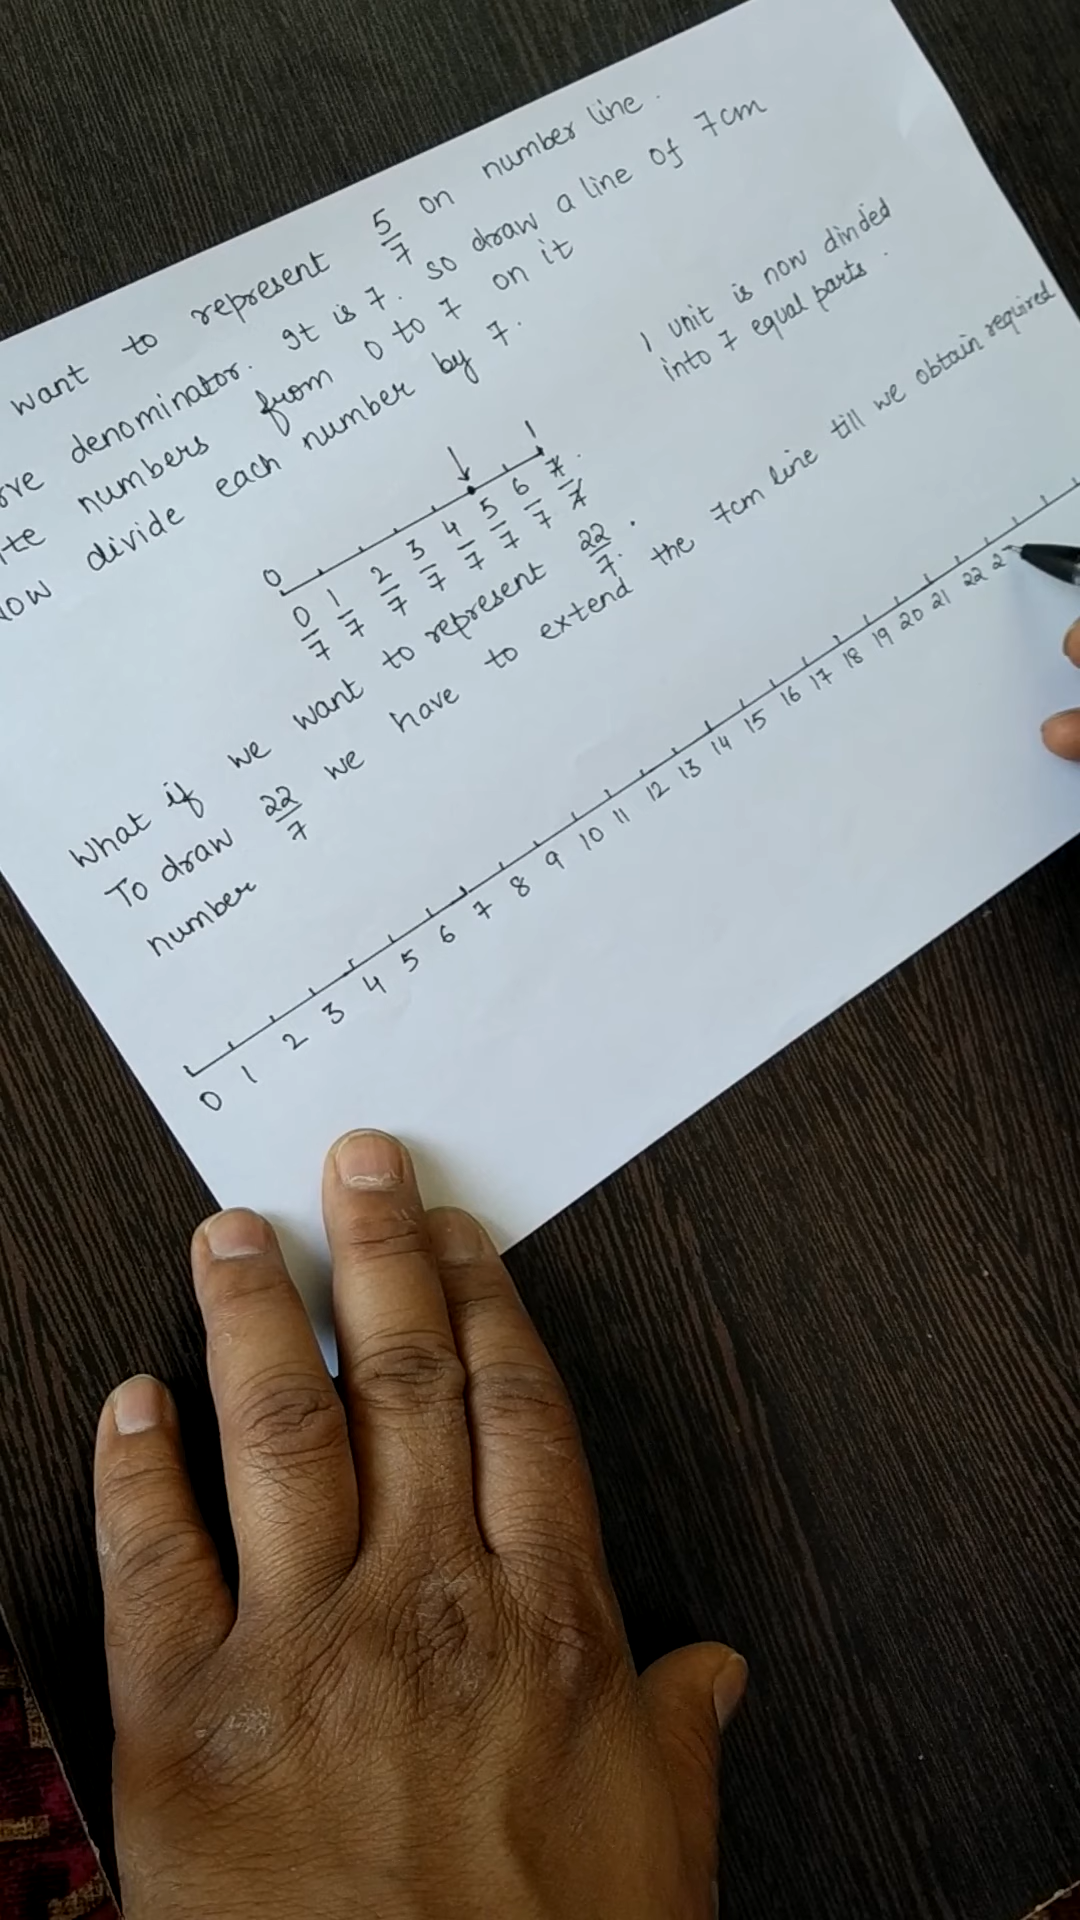 want to represent 5/7 on number line.
denominator. It is 7. so draw a line of 7cm
numbers from 0 to 7 on it
divide each number by 7.
1 unit is now divided
into 7 equal parts.
0 1
0/7 1/7 2/7 3/7 4/7 5/7 6/7 7/7.
What if we want to represent 22/7.
To draw 22/7 we have to extend the 7cm line till we obtain required
number
0 1 2 3 4 5 6 7 8 9 10 11 12 13 14 15 16 17 18 19 20 21 22